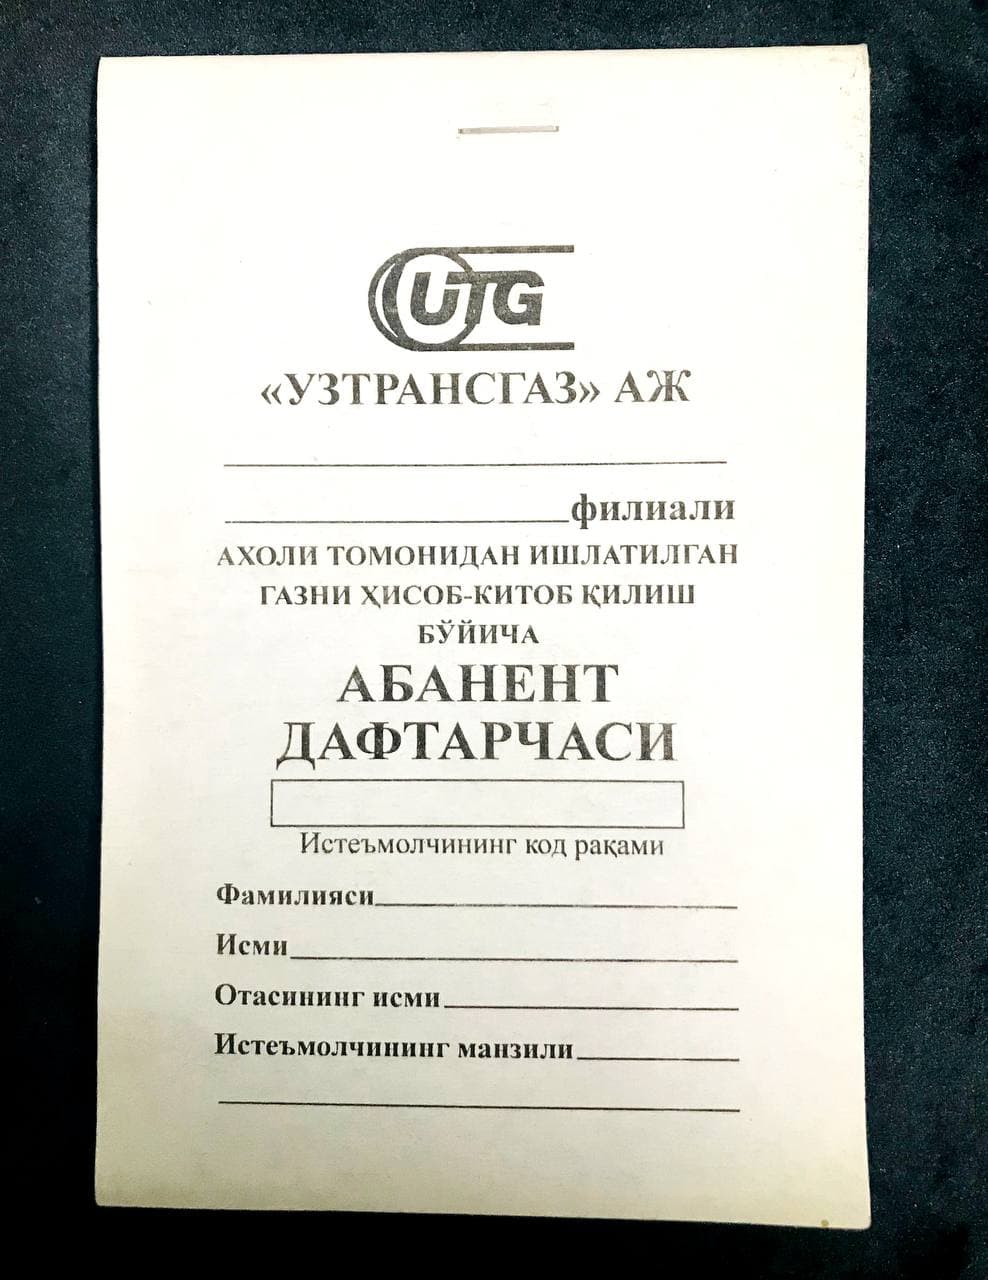 UTG
«УЗТРАНСГАЗ» АЖ
филиали
АХОЛИ ТОМОНИДАН ИШЛАТИЛГАН
ГАЗНИ ҲИСОБ-КИТОБ ҚИЛИШ
БЎЙИЧА
АБАНЕНТ
ДАФТАРЧАСИ
Истеъмолчининг код рақами
Фамилияси
Исми
Отасининг исми
Истеъмолчининг манзили